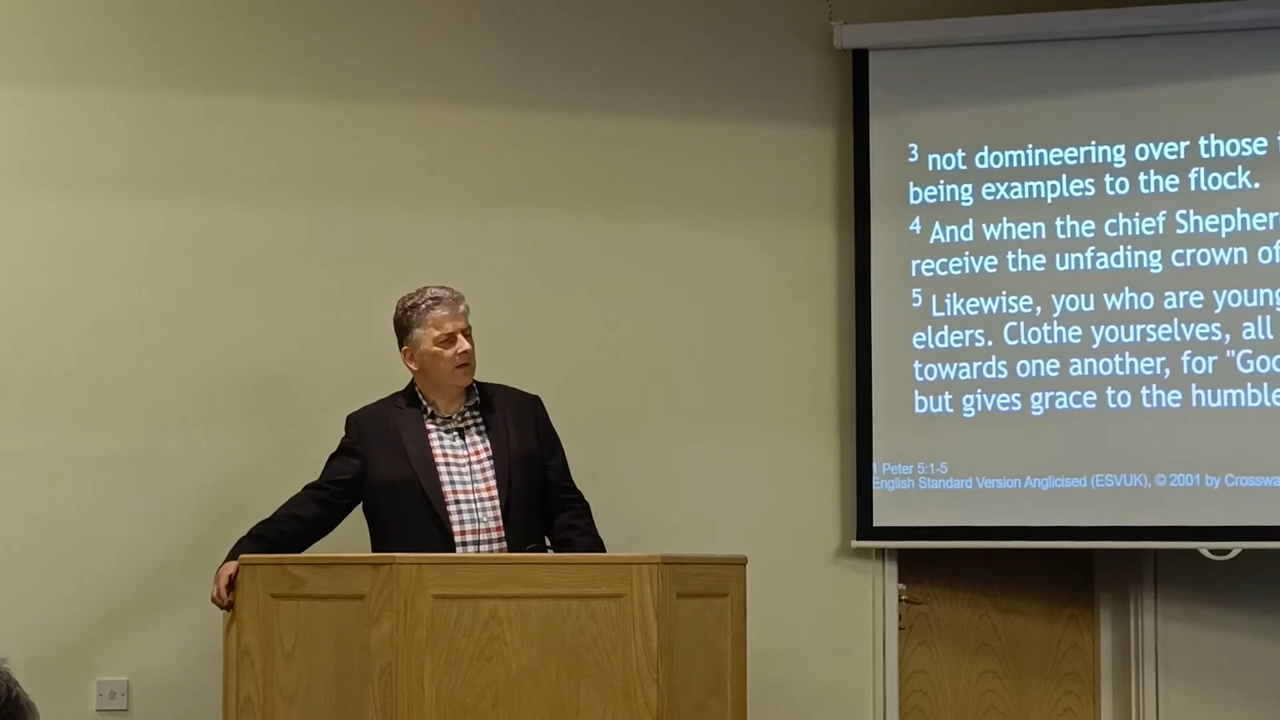 3 not domineering over those
being examples to the flock.
4 And when the chief Shepher
receive the unfading crown of
5 Likewise, you who are young
elders. Clothe yourselves, all
towards one another, for "God
but gives grace to the humble
1 Peter 5:1-5
English Standard Version Anglicised (ESVUK), © 2001 by Crosswa